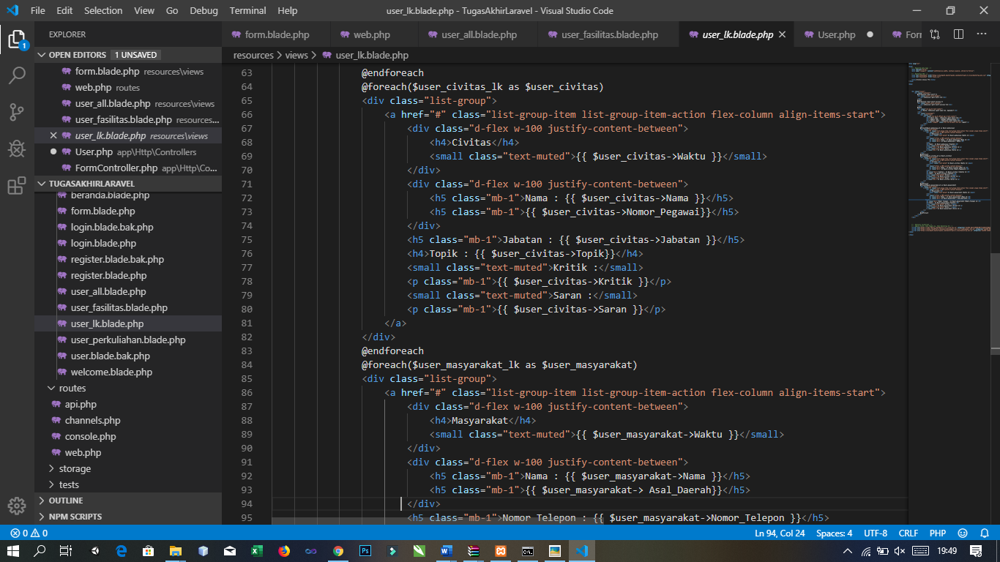 File Edit Selection View Go Debug Terminal Help user_lk.blade.php - TugasAkhirLaravel - Visual Studio Code
EXPLORER
form.blade.php web.php user_all.blade.php user_fasilitas.blade.php user_lk.blade.php User.php
resources > views > user_lk.blade.php
OPEN EDITORS 1 UNSAVED
form.blade.php resources\views
web.php routes
user_all.blade.php resources\views
user_fasilitas.blade.php resources...
user_lk.blade.php resources\views
User.php app\Http\Controllers
FormController.php app\Http\Co...
TUGASAKHIRLARAVEL
beranda.blade.php
form.blade.php
login.blade.bak.php
login.blade.php
register.blade.bak.php
register.blade.php
user_all.blade.php
user_fasilitas.blade.php
user_lk.blade.php
user_perkuliahan.blade.php
user.blade.bak.php
welcome.blade.php
routes
api.php
channels.php
console.php
web.php
storage
tests
OUTLINE
NPM SCRIPTS
63 @endforeach
64 @foreach($user_civitas_lk as $user_civitas)
65 <div class="list-group">
66 <a href="#" class="list-group-item list-group-item-action flex-column align-items-start">
67 <div class="d-flex w-100 justify-content-between">
68 <h4>Civitas</h4>
69 <small class="text-muted">{{ $user_civitas->Waktu }}</small>
70 </div>
71 <div class="d-flex w-100 justify-content-between">
72 <h5 class="mb-1">Nama : {{ $user_civitas->Nama }}</h5>
73 <h5 class="mb-1">{{ $user_civitas->Nomor_Pegawai}}</h5>
74 </div>
75 <h5 class="mb-1">Jabatan : {{ $user_civitas->Jabatan }}</h5>
76 <h4>Topik : {{ $user_civitas->Topik}}</h4>
77 <small class="text-muted">Kritik :</small>
78 <p class="mb-1">{{ $user_civitas->Kritik }}</p>
79 <small class="text-muted">Saran :</small>
80 <p class="mb-1">{{ $user_civitas->Saran }}</p>
81 </a>
82 </div>
83 @endforeach
84 @foreach($user_masyarakat_lk as $user_masyarakat)
85 <div class="list-group">
86 <a href="#" class="list-group-item list-group-item-action flex-column align-items-start">
87 <div class="d-flex w-100 justify-content-between">
88 <h4>Masyarakat</h4>
89 <small class="text-muted">{{ $user_masyarakat->Waktu }}</small>
90 </div>
91 <div class="d-flex w-100 justify-content-between">
92 <h5 class="mb-1">Nama : {{ $user_masyarakat->Nama }}</h5>
93 <h5 class="mb-1">{{ $user_masyarakat-> Asal_Daerah}}</h5>
94 </div>
95 <h5 class="mb-1">Nomor Telepon : {{ $user_masyarakat->Nomor_Telepon }}</h5>
0 0 Ln 94, Col 24 Spaces: 4 UTF-8 CRLF PHP
19:49